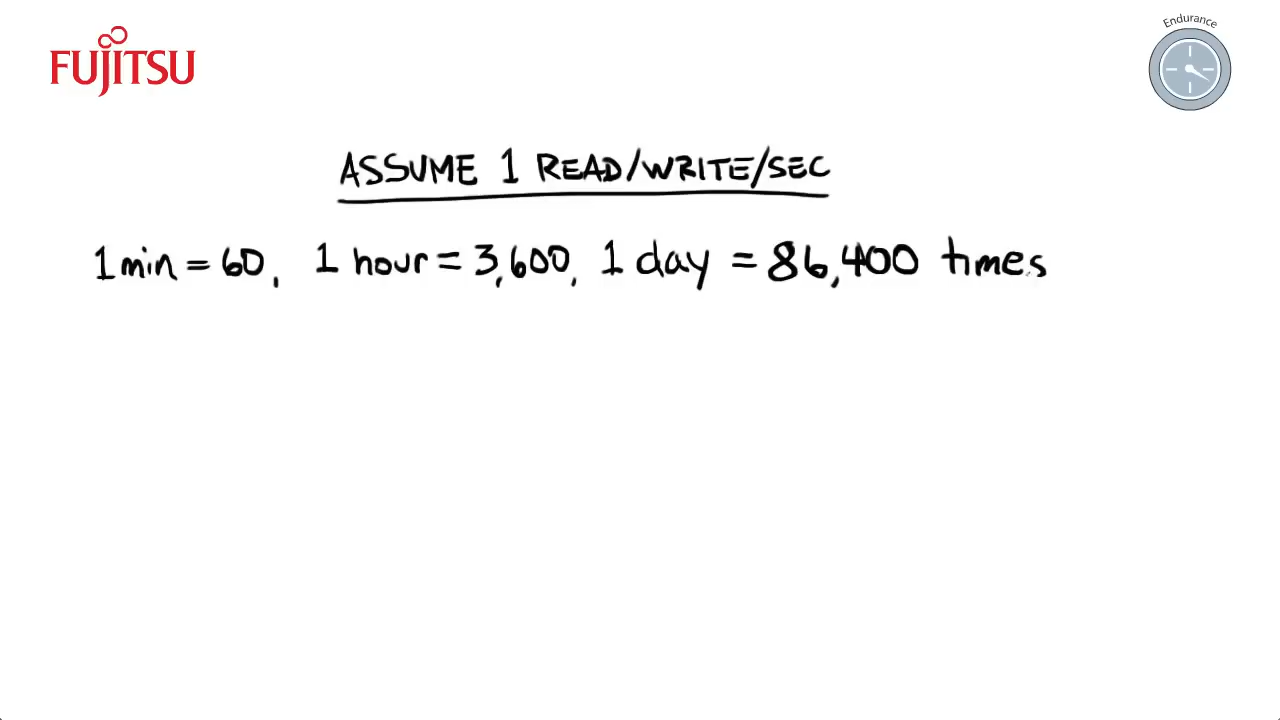 FUJITSU
Endurance
ASSUME 1 READ/WRITE/SEC
1 min = 60, 1 hour = 3,600, 1 day = 86,400 times